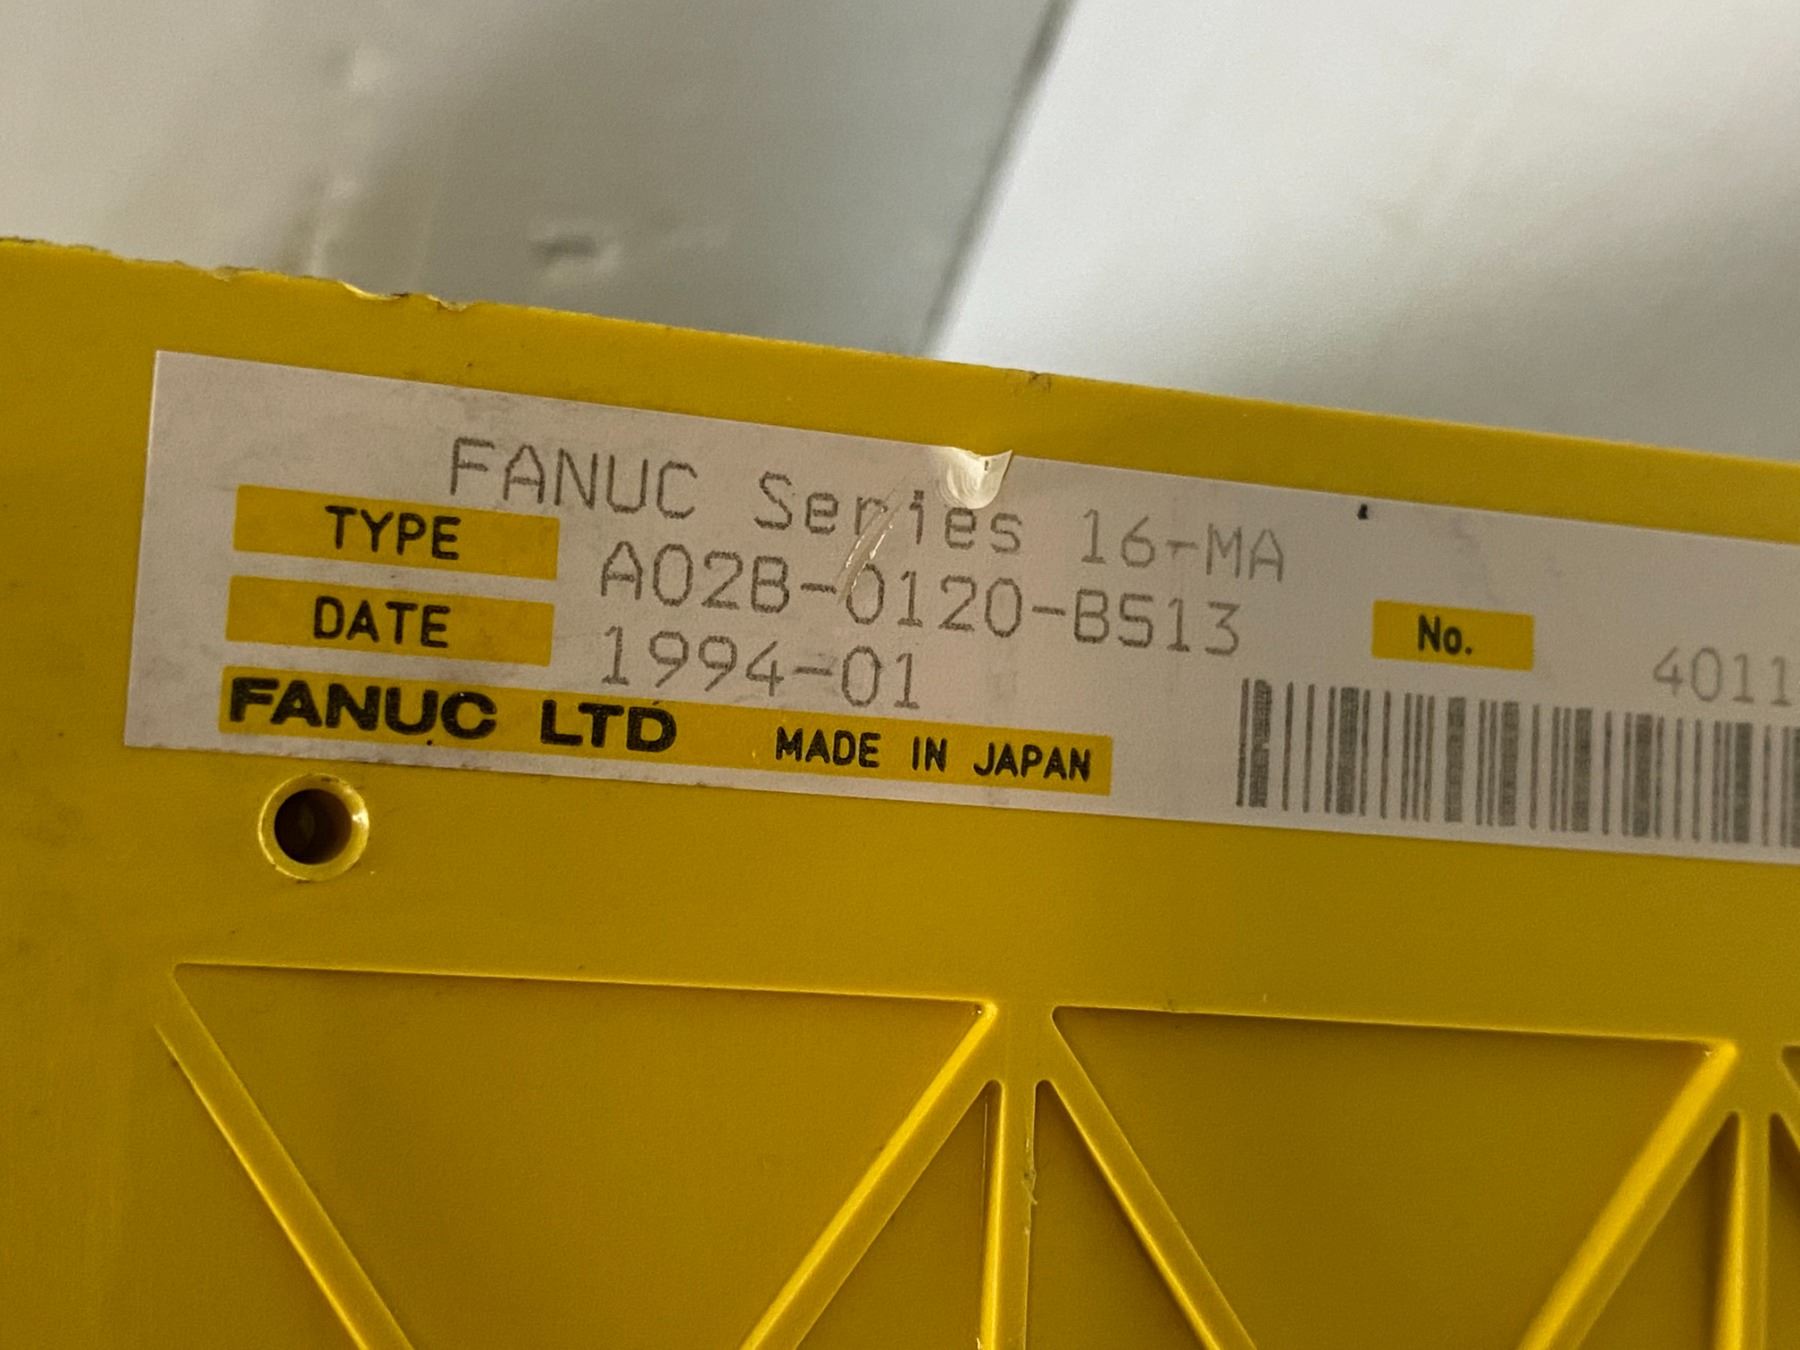 FANUC Series 16-MA
TYPE A02B-0120-B513
DATE 1994-01
FANUC LTD MADE IN JAPAN
No. 4011